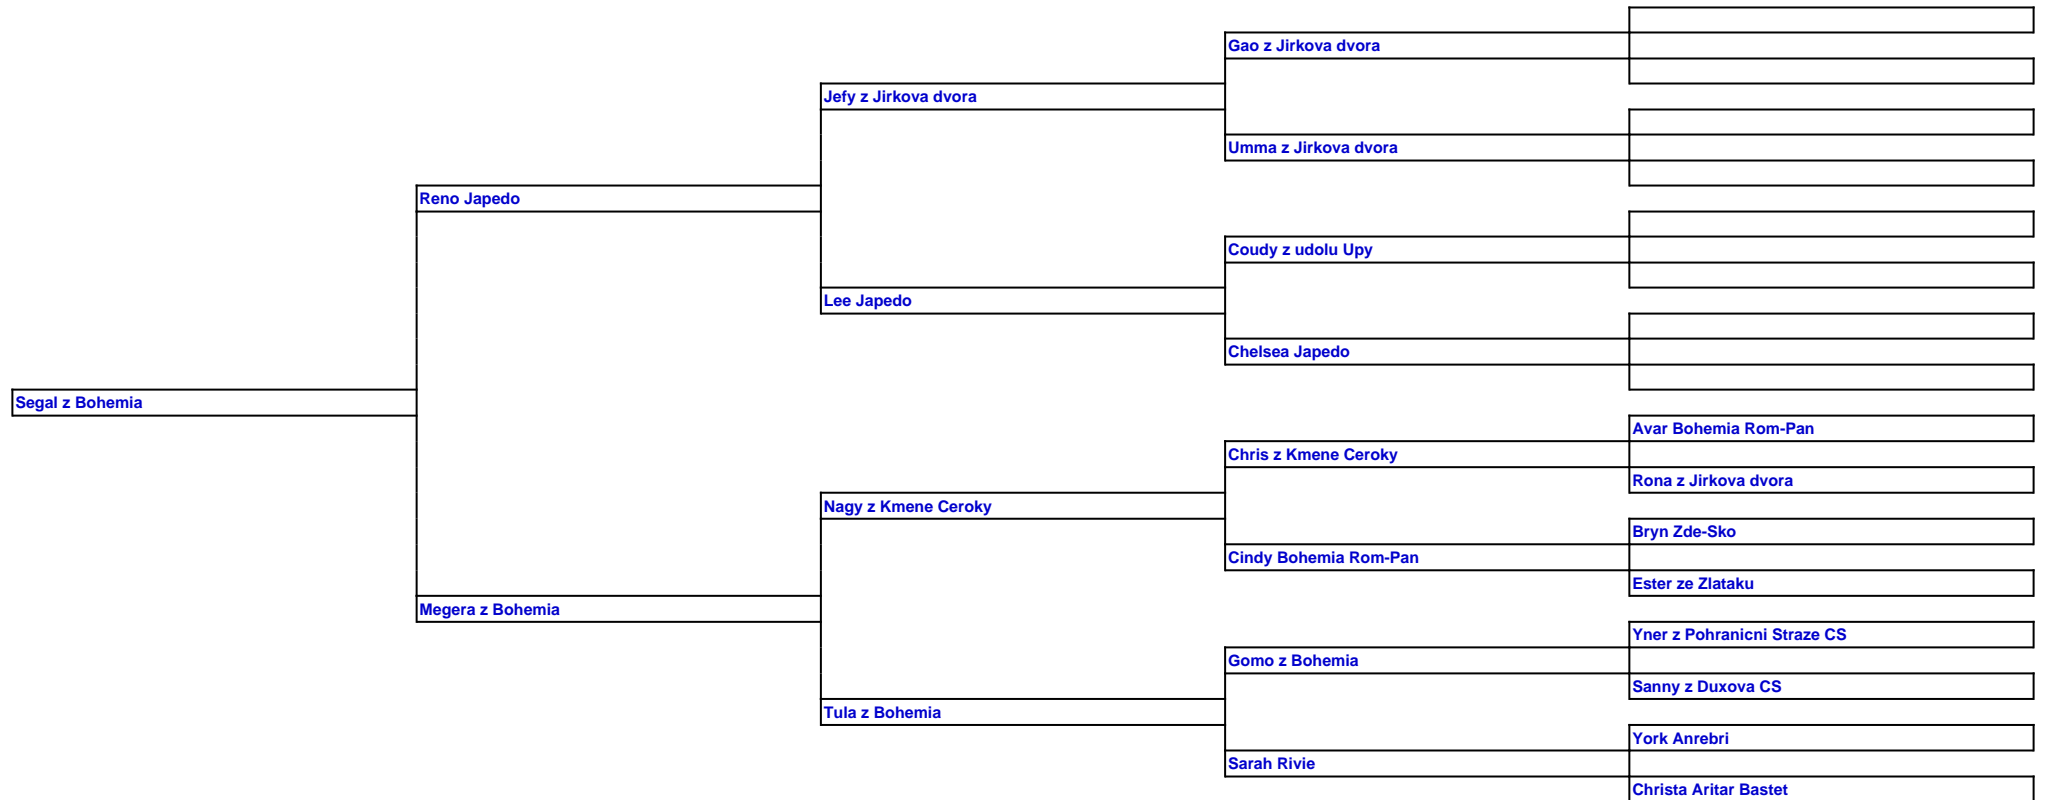 Gao z Jirkova dvora
Jefy z Jirkova dvora
Umma z Jirkova dvora
Reno Japedo
Coudy z udolu Upy
Lee Japedo
Chelsea Japedo
Segal z Bohemia
Avar Bohemia Rom-Pan
Chris z Kmene Ceroky
Rona z Jirkova dvora
Nagy z Kmene Ceroky
Bryn Zde-Sko
Cindy Bohemia Rom-Pan
Ester ze Zlataku
Megera z Bohemia
Yner z Pohranicni Straze CS
Gomo z Bohemia
Sanny z Duxova CS
Tula z Bohemia
York Anrebri
Sarah Rivie
Christa Aritar Bastet